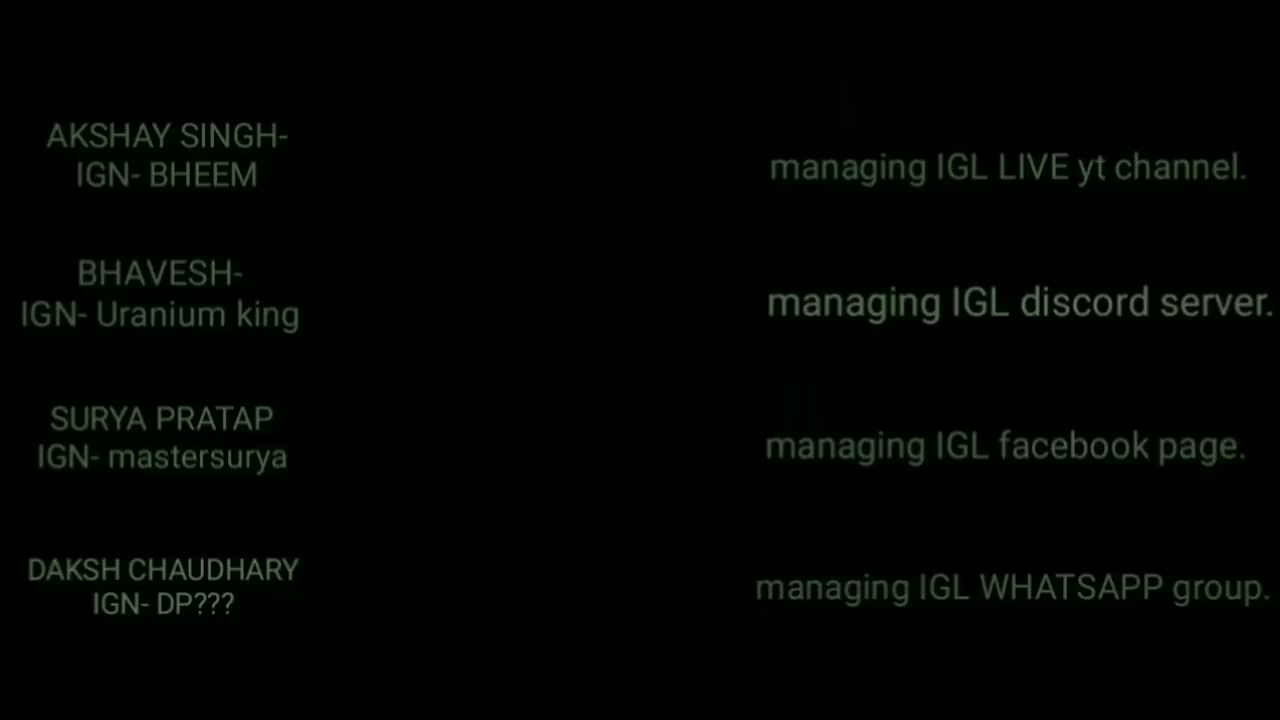 AKSHAY SINGH-
IGN- BHEEM
managing IGL LIVE yt channel.
BHAVESH-
IGN- Uranium king
managing IGL discord server.
SURYA PRATAP
IGN- mastersurya
managing IGL facebook page.
DAKSH CHAUDHARY
IGN- DP???
managing IGL WHATSAPP group.